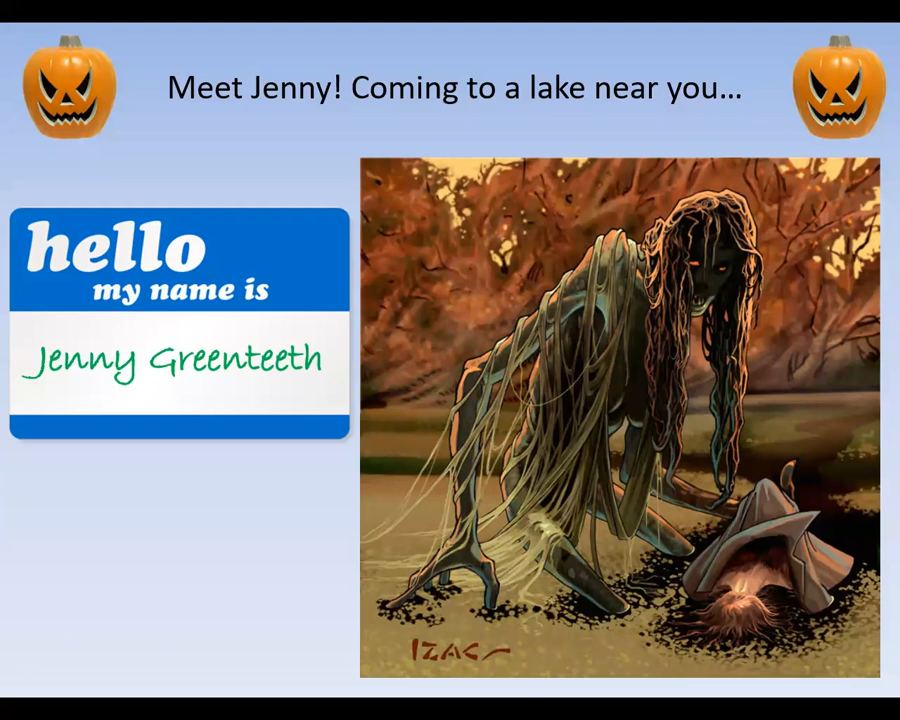 Meet Jenny! Coming to a lake near you…
hello
my name is
Jenny Greenteeth
IZAC